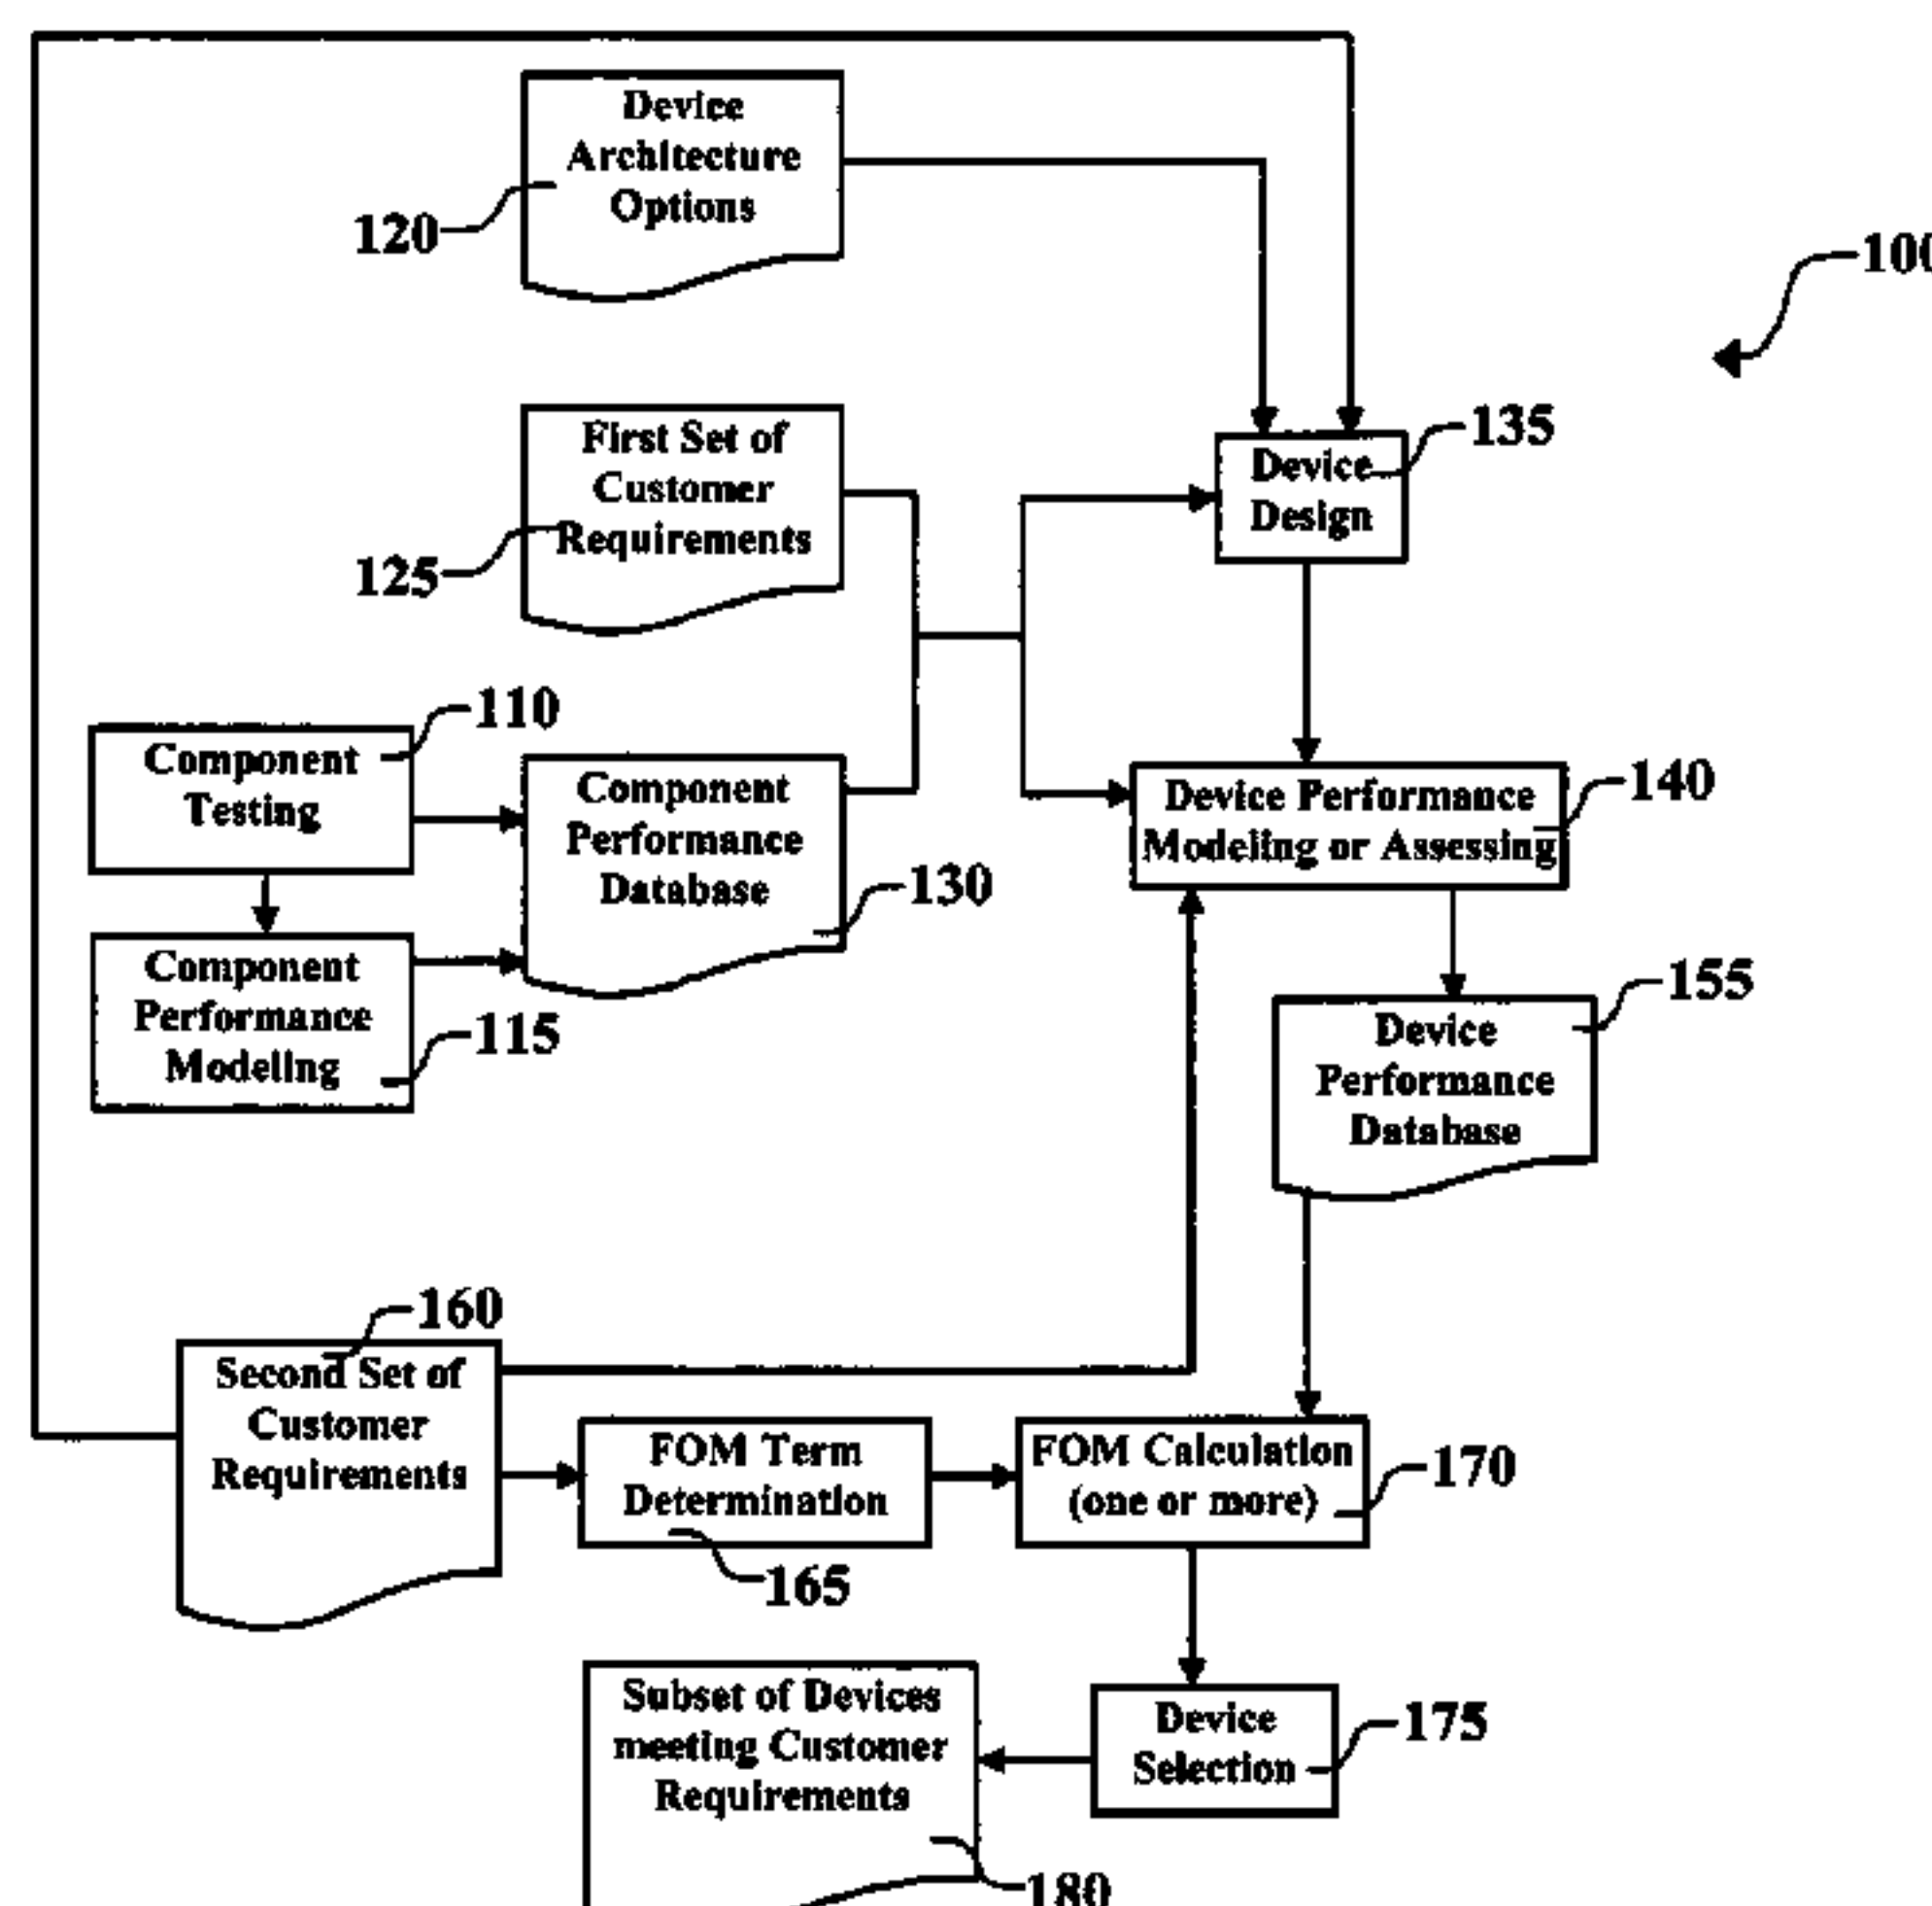 Device
Architecture
Options
120
100
First Set of
Customer
Requirements
125
Device
Design
135
110
Component
Testing
Component
Performance
Database
130
Device Performance
Modeling or Assessing
140
Component
Performance
Modeling
115
155
Device
Performance
Database
160
Second Set of
Customer
Requirements
FOM Term
Determination
165
FOM Calculation
(one or more)
170
Subset of Devices
meeting Customer
Requirements
180
Device
Selection
175